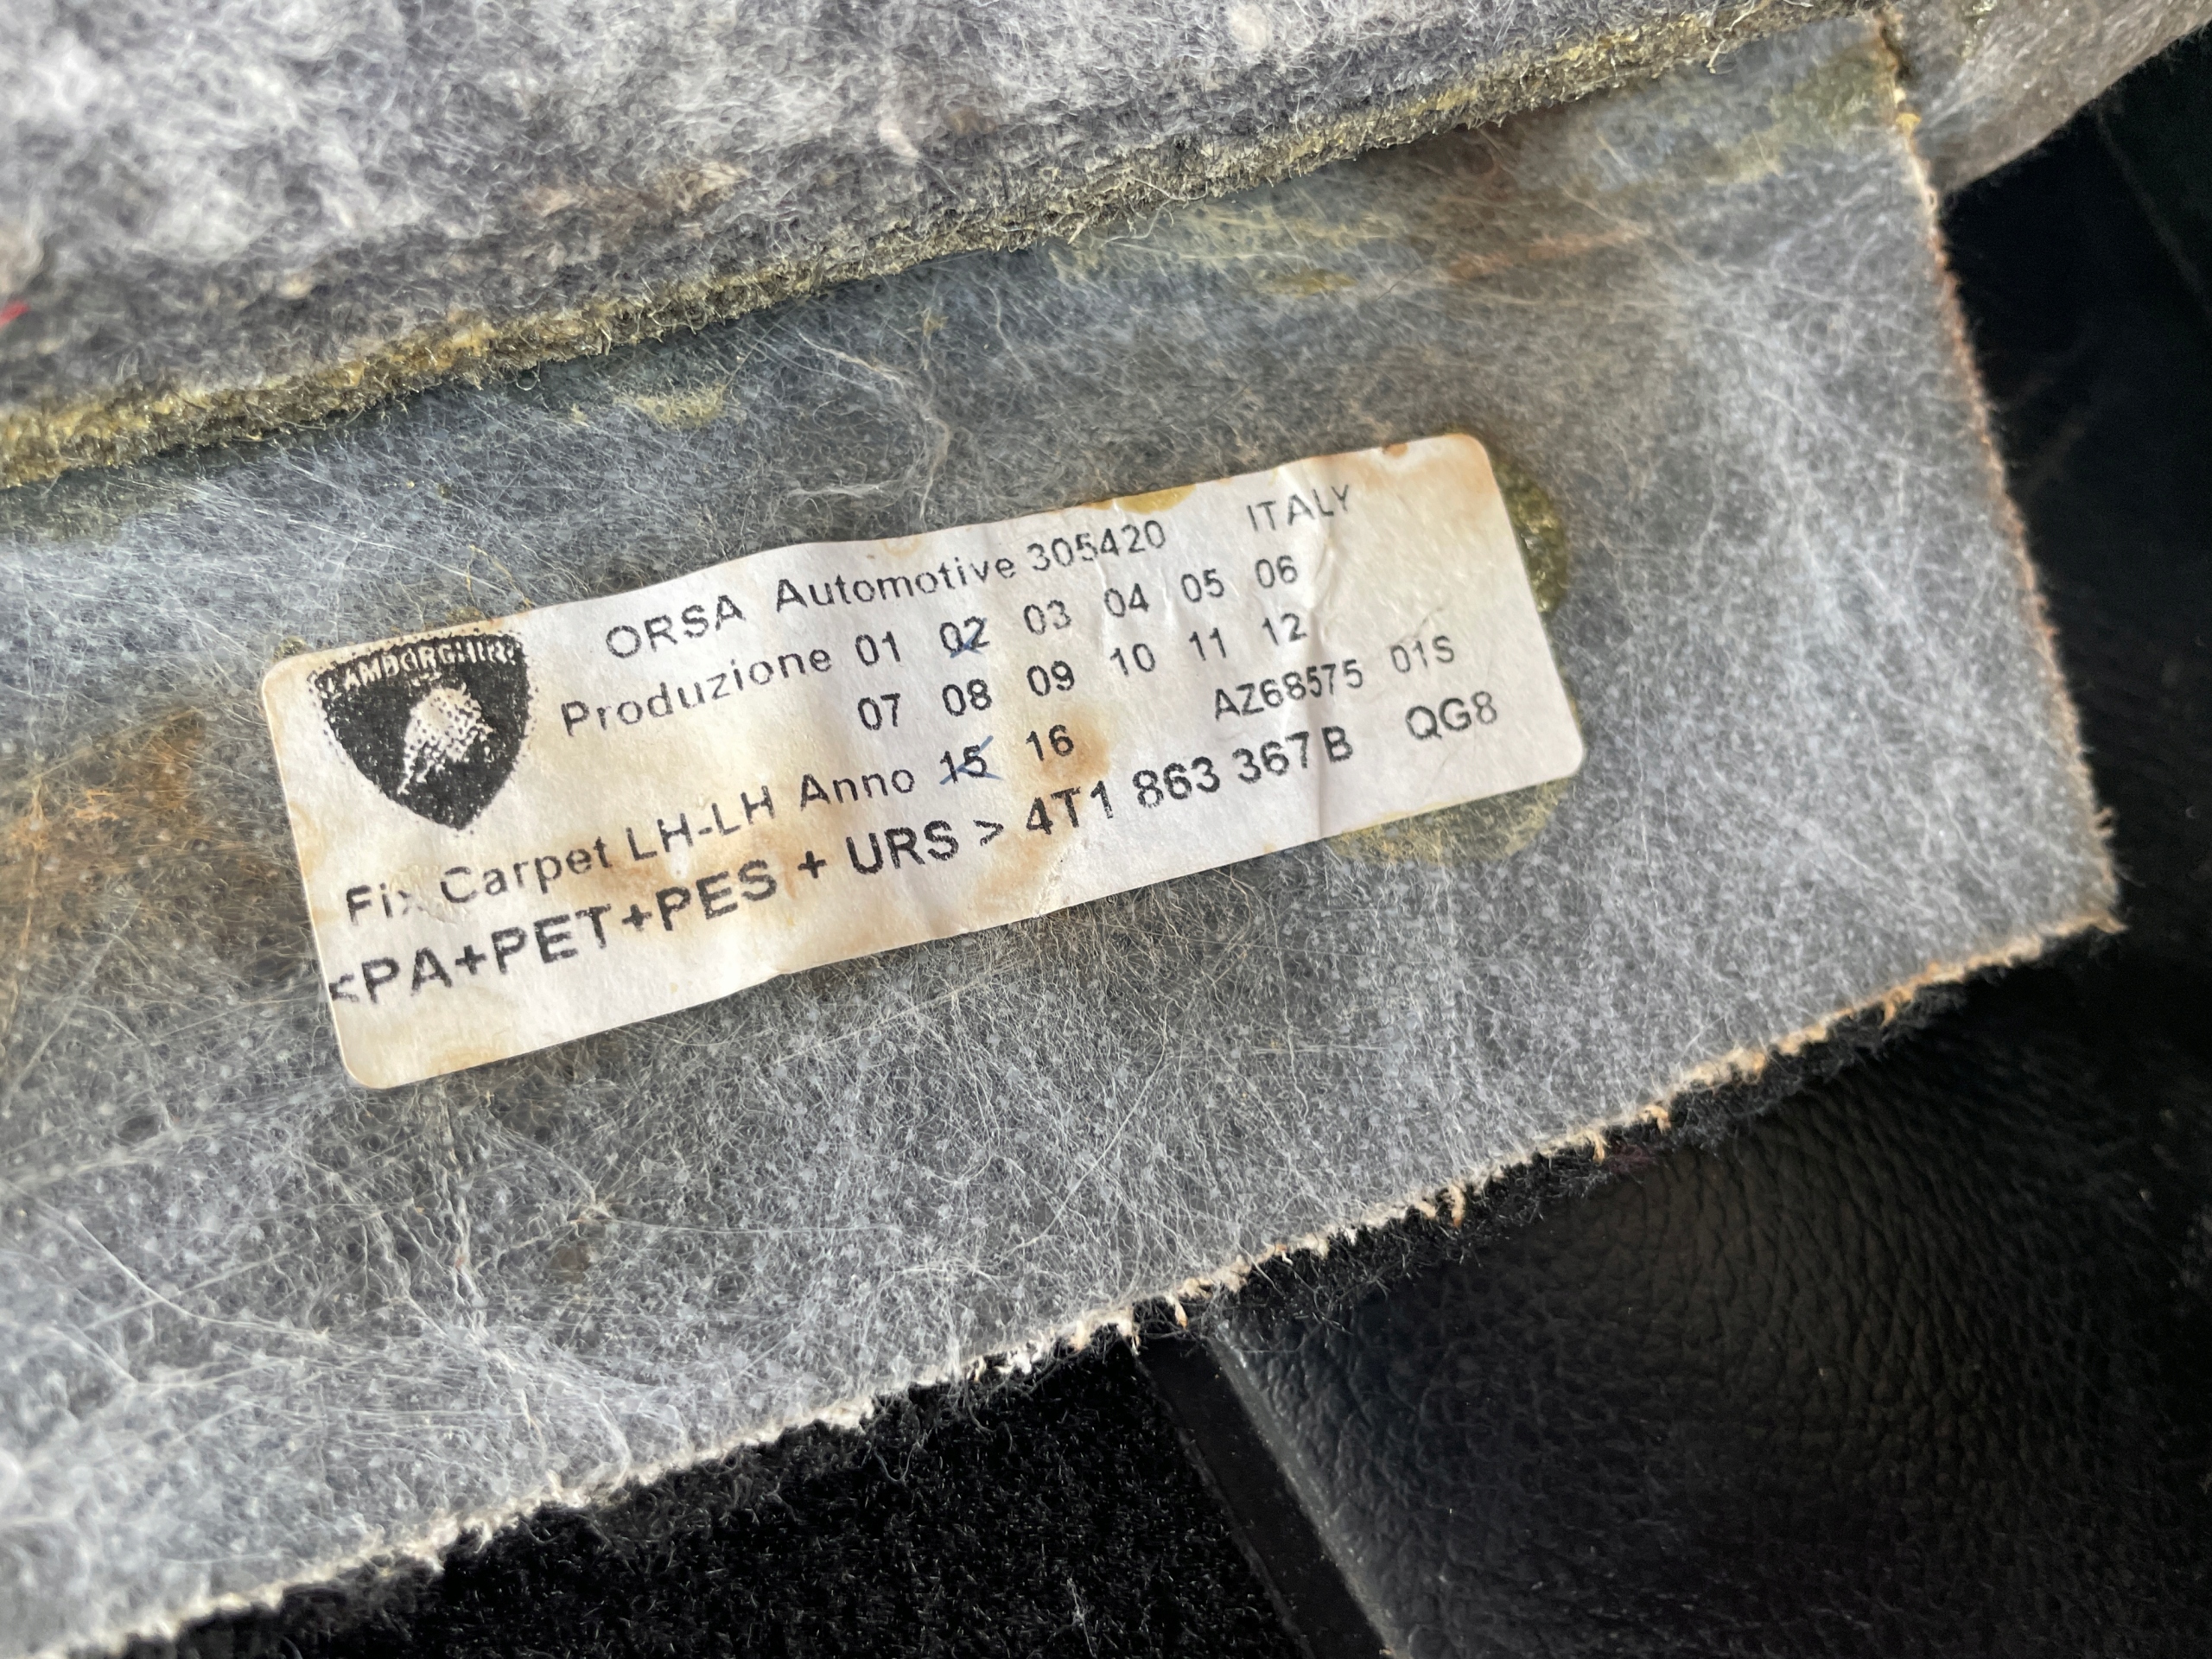 LAMBORGHINI
ORSA Automotive 305420 ITALY
Produzione 01 02 03 04 05 06
07 08 09 10 11 12
AZ68575 01S
Fix Carpet LH-LH Anno 15 16
<PA+PET+PES + URS > 4T1 863 367 B QG8